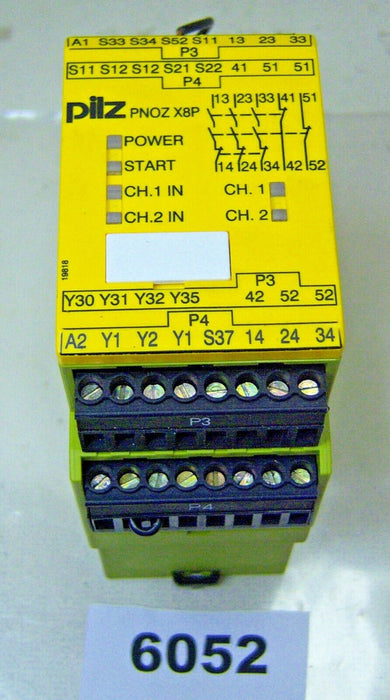 A1 S33 S34 S52 S11 13 23 33
P3
S11 S12 S12 S21 S22 41 51 51
P4
pilz PNOZ X8P
13 23 33 41 51
14 24 34 42 52
POWER
START
CH.1 IN CH. 1
CH.2 IN CH. 2
19818
P3
Y30 Y31 Y32 Y35 42 52 52
P4
A2 Y1 Y2 Y1 S37 14 24 34
P3
P4
6052